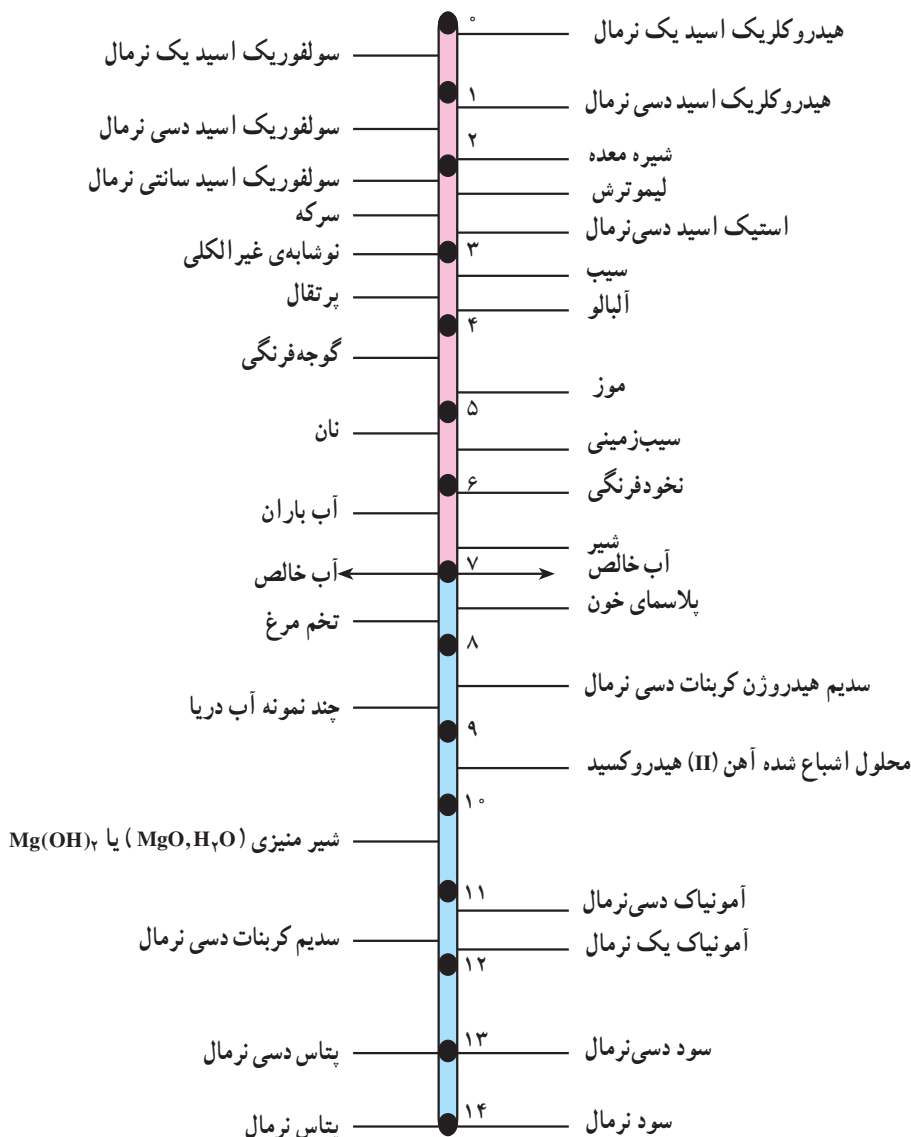 ۰
هیدروکلریک اسید یک نرمال
سولفوریک اسید یک نرمال
۱
هیدروکلریک اسید دسی نرمال
سولفوریک اسید دسی نرمال
۲
شیره معده
سولفوریک اسید سانتی نرمال
لیموترش
سرکه
استیک اسید دسی‌نرمال
۳
نوشابه‌ی غیرالکلی
سیب
پرتقال
آلبالو
۴
گوجه‌فرنگی
موز
۵
نان
سیب‌زمینی
۶
نخودفرنگی
آب باران
شیر
۷
آب خالص
آب خالص
پلاسمای خون
تخم مرغ
۸
سدیم هیدروژن کربنات دسی نرمال
چند نمونه آب دریا
۹
محلول اشباع شده آهن (II) هیدروکسید
۱۰
شیر منیزی (MgO,H₂O) یا Mg(OH)₂
۱۱
آمونیاک دسی‌نرمال
سدیم کربنات دسی نرمال
آمونیاک یک نرمال
۱۲
۱۳
سود دسی‌نرمال
پتاس دسی نرمال
۱۴
سود نرمال
پتاس نرمال